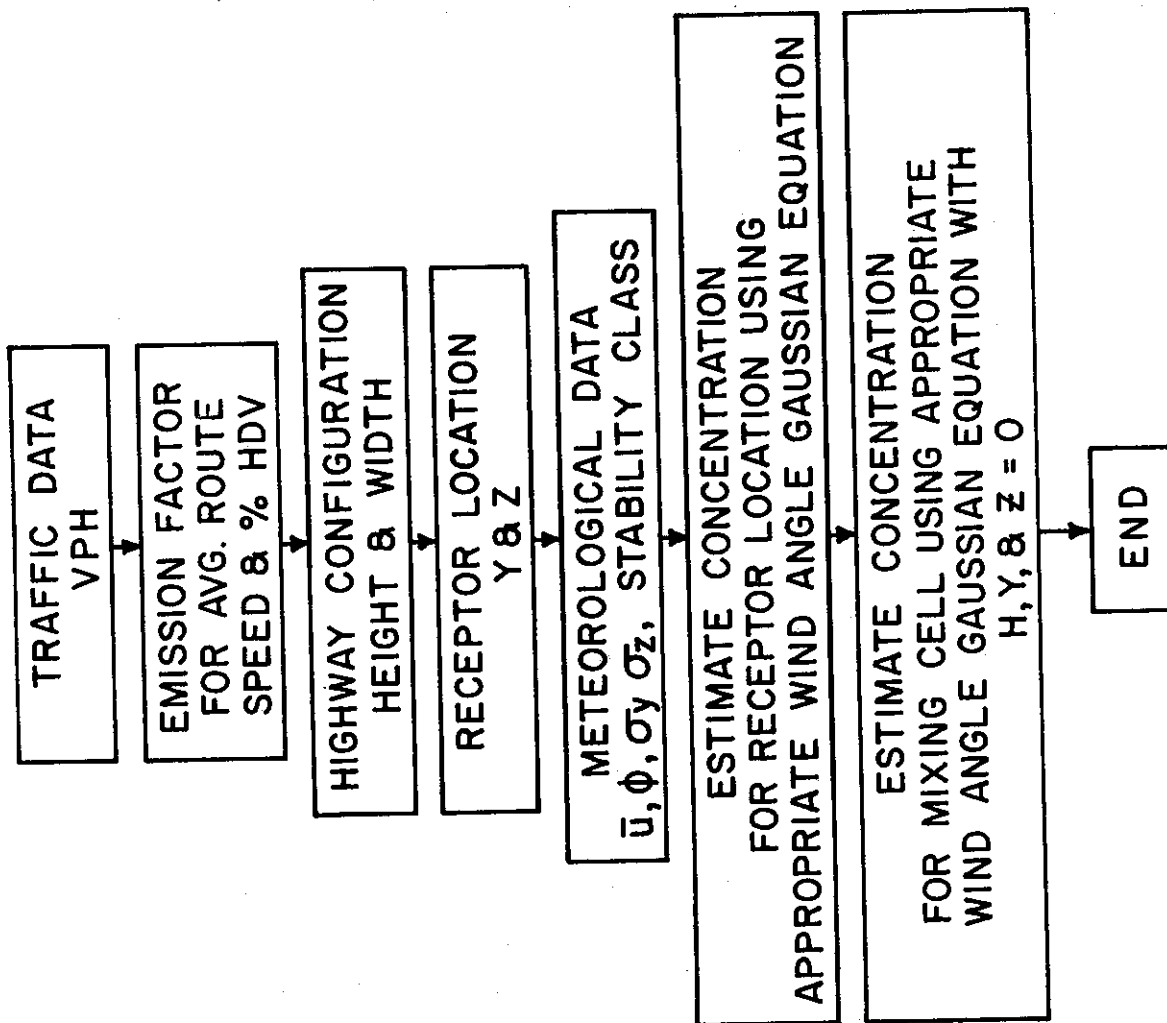 TRAFFIC DATA
VPH
EMISSION FACTOR
FOR AVG. ROUTE
SPEED & % HDV
HIGHWAY CONFIGURATION
HEIGHT & WIDTH
RECEPTOR LOCATION
Y & Z
METEOROLOGICAL DATA
u̅, ϕ, σy σz, STABILITY CLASS
ESTIMATE CONCENTRATION
FOR RECEPTOR LOCATION USING
APPROPRIATE WIND ANGLE GAUSSIAN EQUATION
ESTIMATE CONCENTRATION
FOR MIXING CELL USING APPROPRIATE
WIND ANGLE GAUSSIAN EQUATION WITH
H, Y, & Z = O
END